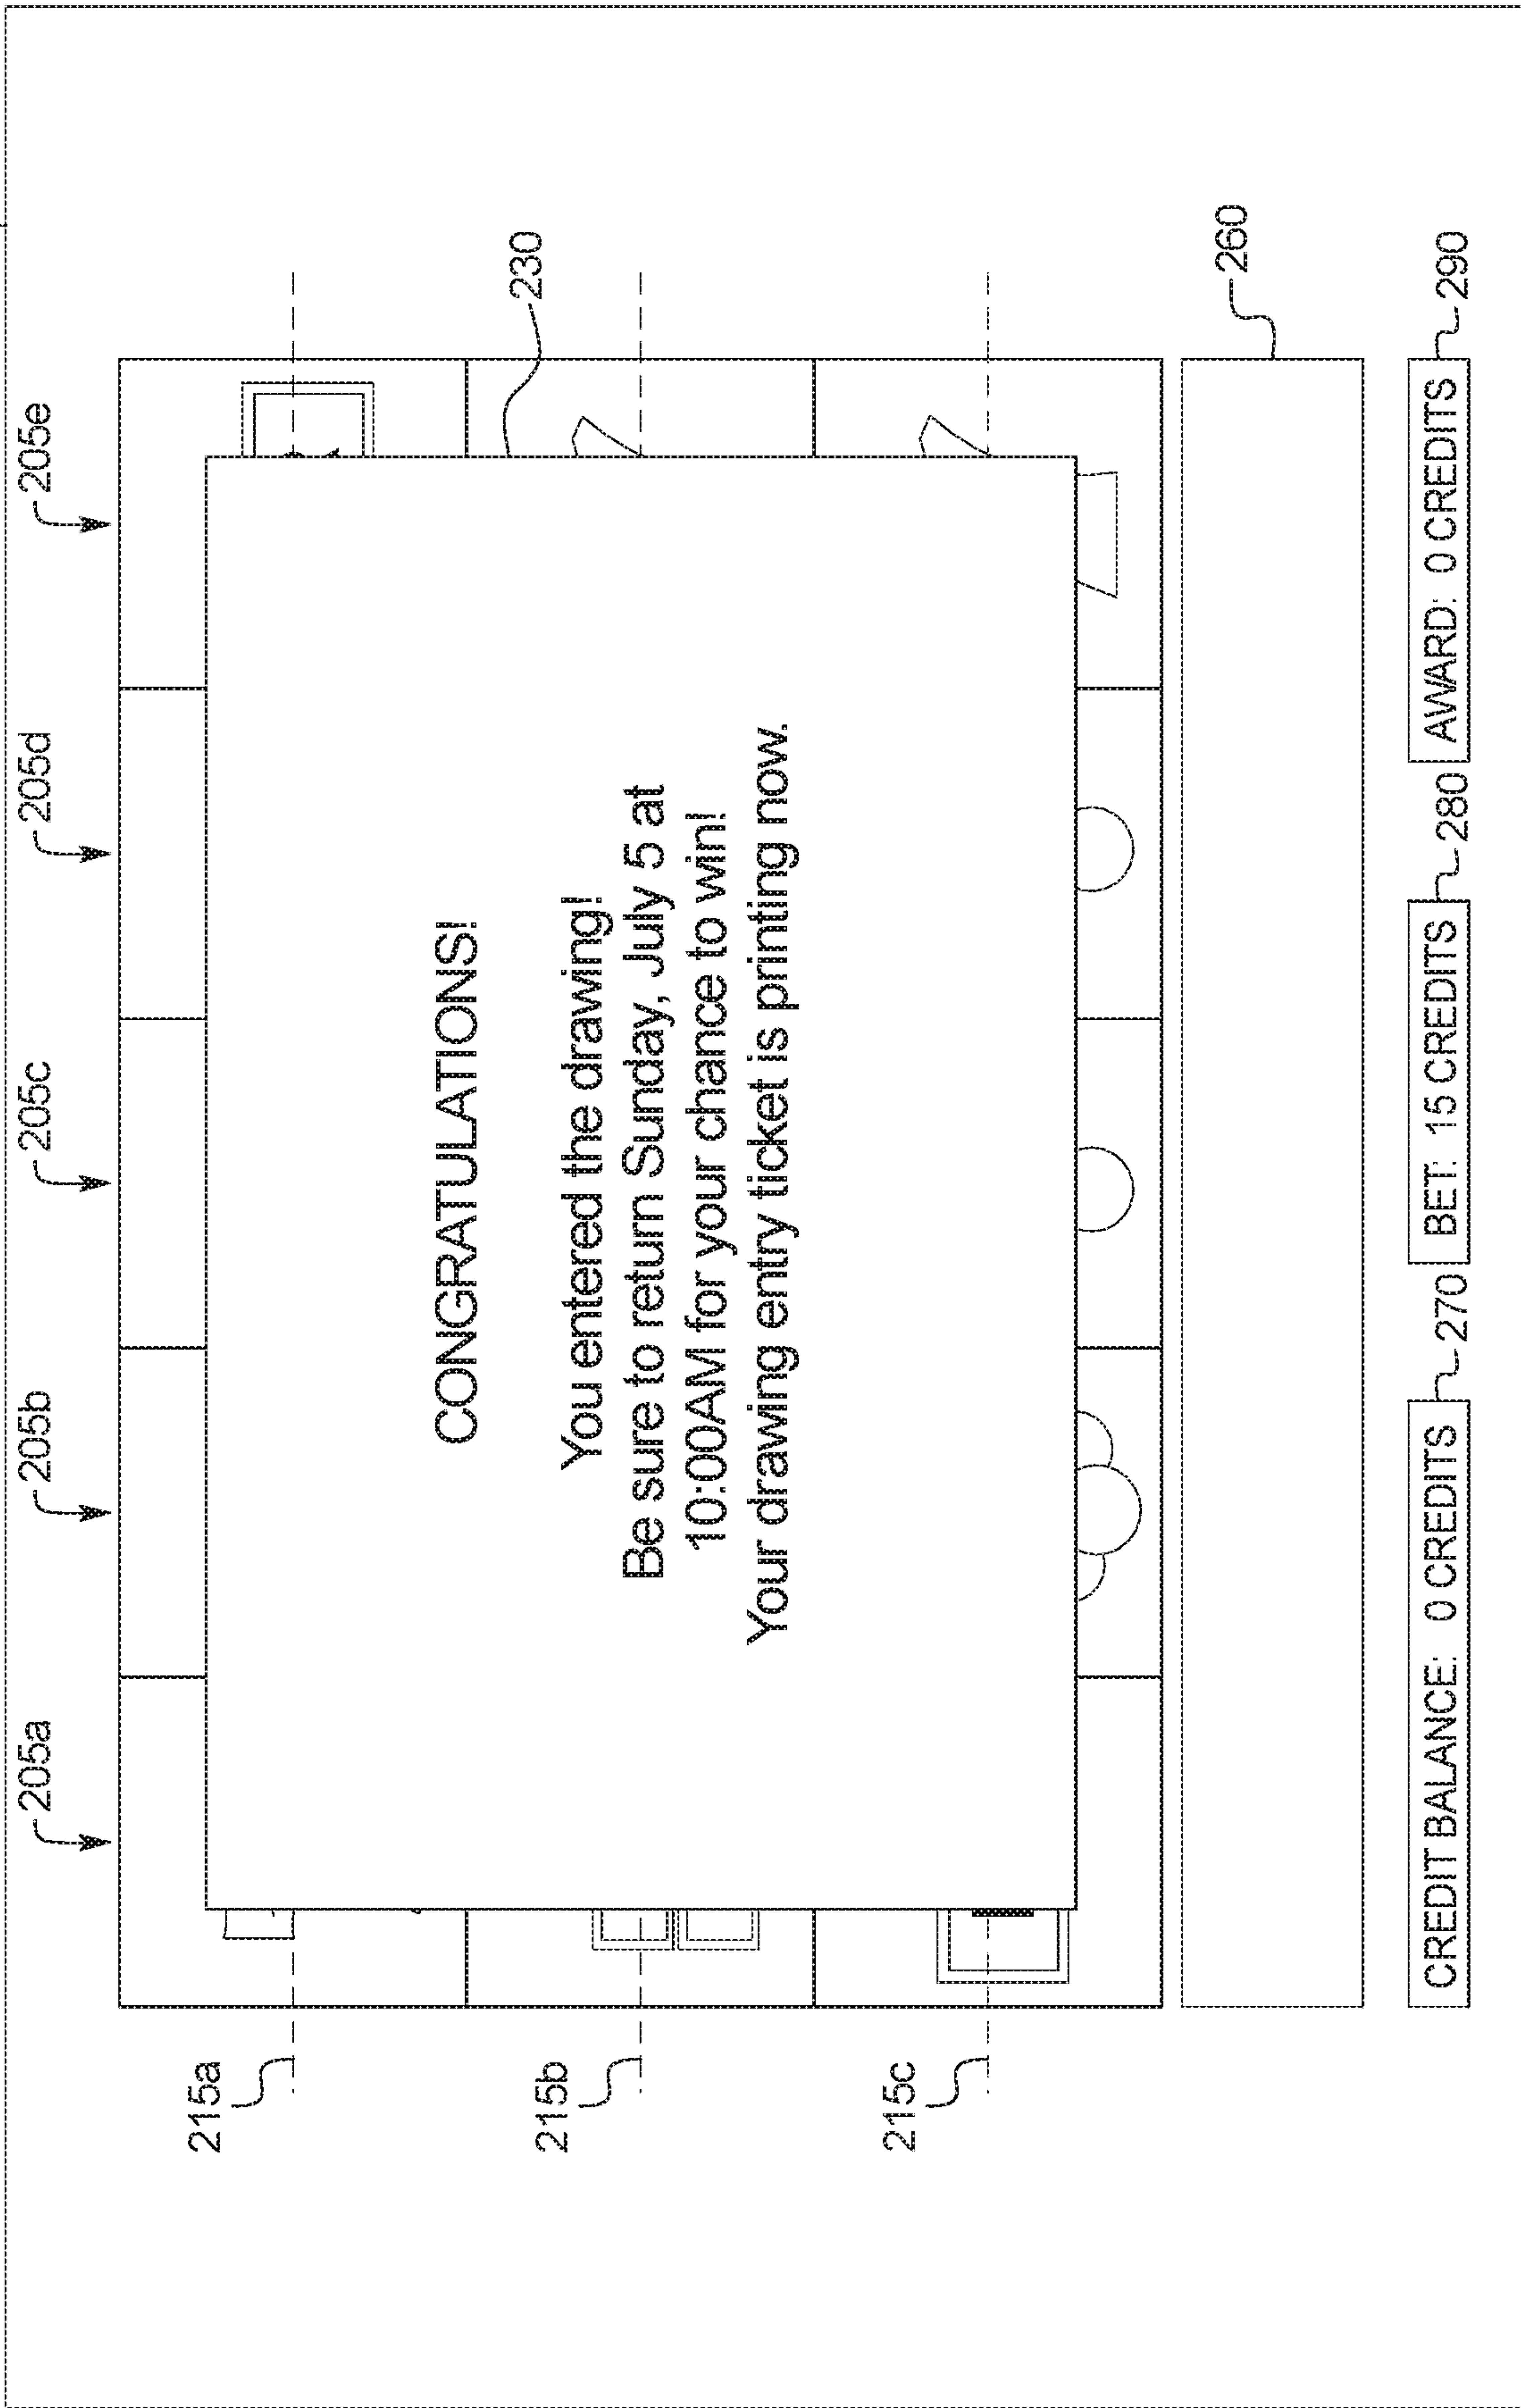 205a
205b
205c
205d
205e
215a
215b
215c
230
CONGRATULATIONS!
You entered the drawing!
Be sure to return Sunday, July 5 at
10:00AM for your chance to win!
Your drawing entry ticket is printing now.
260
CREDIT BALANCE: 0 CREDITS
270
BET: 15 CREDITS
280
AWARD: 0 CREDITS
290